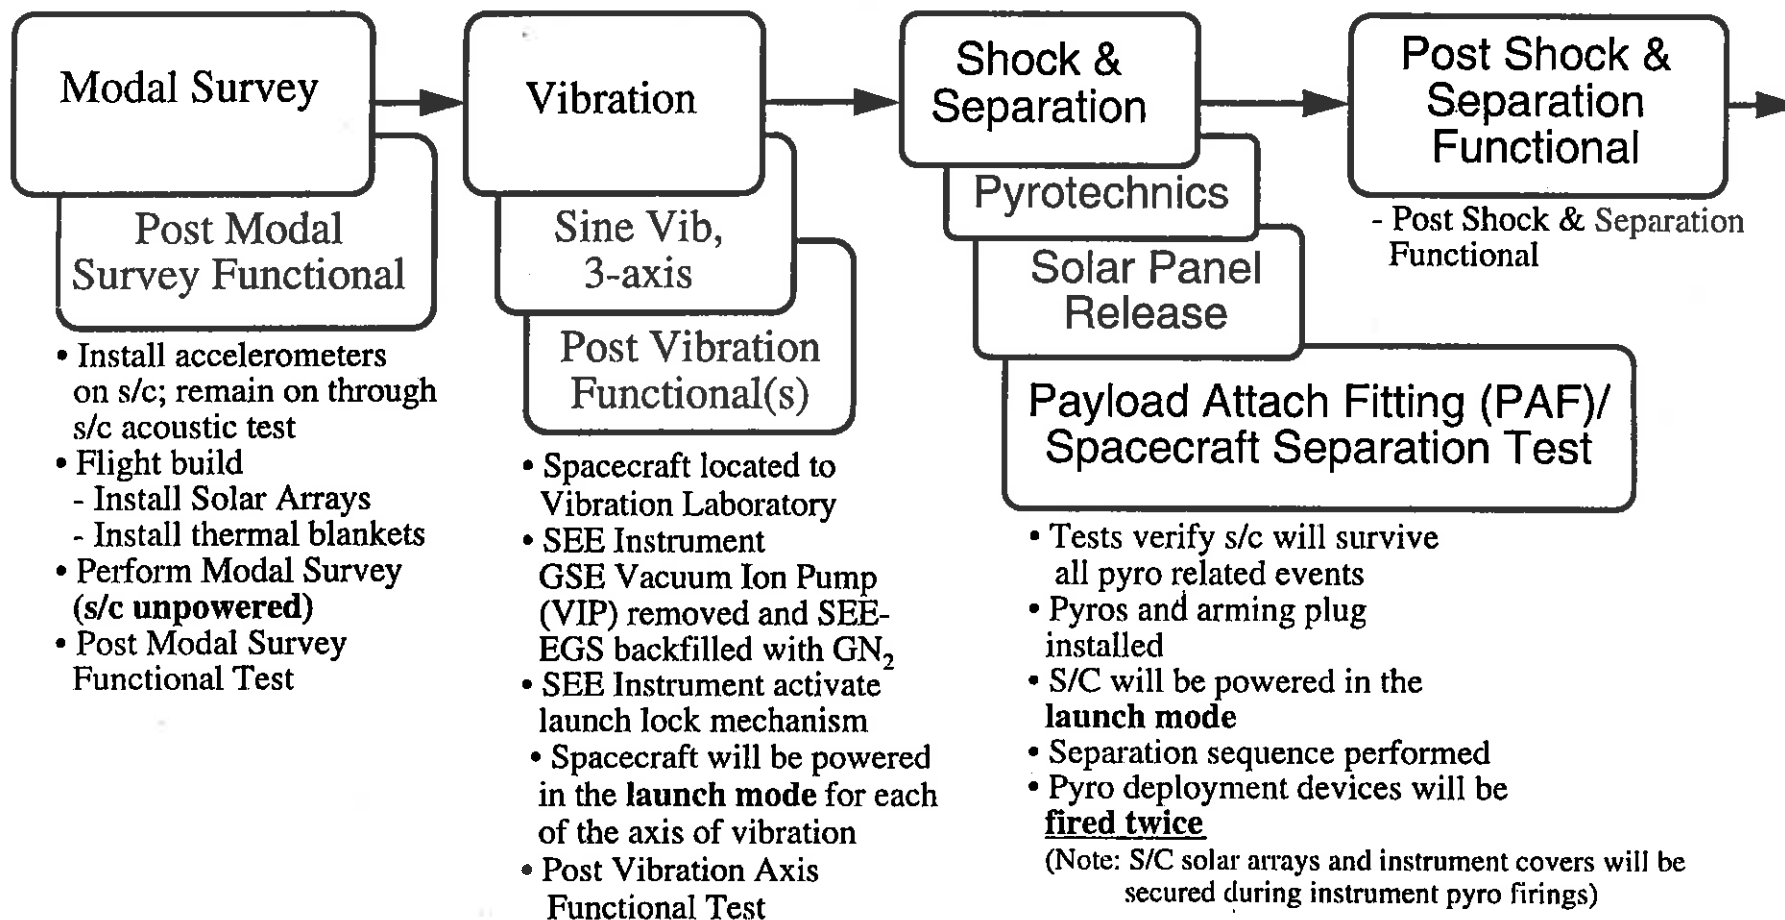 Modal Survey
Post Modal
Survey Functional
• Install accelerometers
on s/c; remain on through
s/c acoustic test
• Flight build
- Install Solar Arrays
- Install thermal blankets
• Perform Modal Survey
(s/c unpowered)
• Post Modal Survey
Functional Test
Vibration
Sine Vib,
3-axis
Post Vibration
Functional(s)
• Spacecraft located to
Vibration Laboratory
• SEE Instrument
GSE Vacuum Ion Pump
(VIP) removed and SEE-
EGS backfilled with GN₂
• SEE Instrument activate
launch lock mechanism
• Spacecraft will be powered
in the launch mode for each
of the axis of vibration
• Post Vibration Axis
Functional Test
Shock &
Separation
Pyrotechnics
Solar Panel
Release
Payload Attach Fitting (PAF)/
Spacecraft Separation Test
• Tests verify s/c will survive
all pyro related events
• Pyros and arming plug
installed
• S/C will be powered in the
launch mode
• Separation sequence performed
• Pyro deployment devices will be
fired twice
(Note: S/C solar arrays and instrument covers will be
secured during instrument pyro firings)
Post Shock &
Separation
Functional
- Post Shock & Separation
Functional